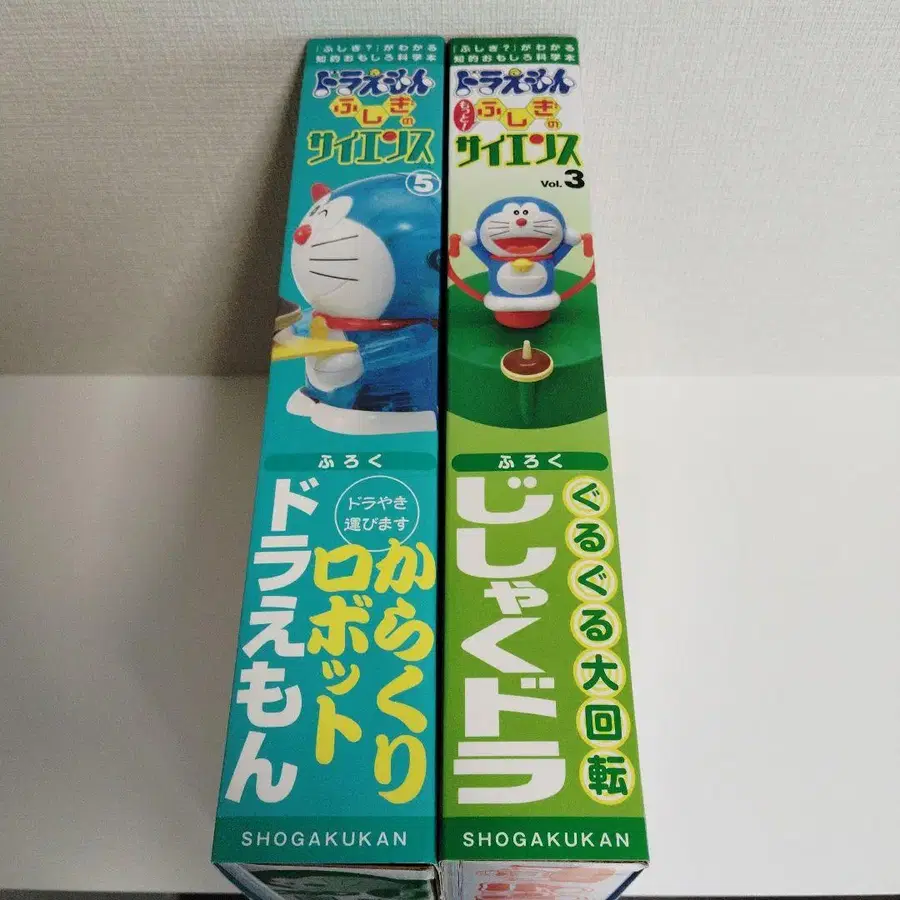 「ふしぎ?」がわかる
知的おもしろ科学本
ドラえもん
ふしぎの
サイエンス
5
ふろく
ドラやき
運びます
からくり
ロボット
ドラえもん
SHOGAKUKAN
「ふしぎ?」がわかる
知的おもしろ科学本
ドラえもん
もっと!
ふしぎの
サイエンス
Vol.3
ふろく
ぐるぐる大回転
じしゃくドラ
SHOGAKUKAN